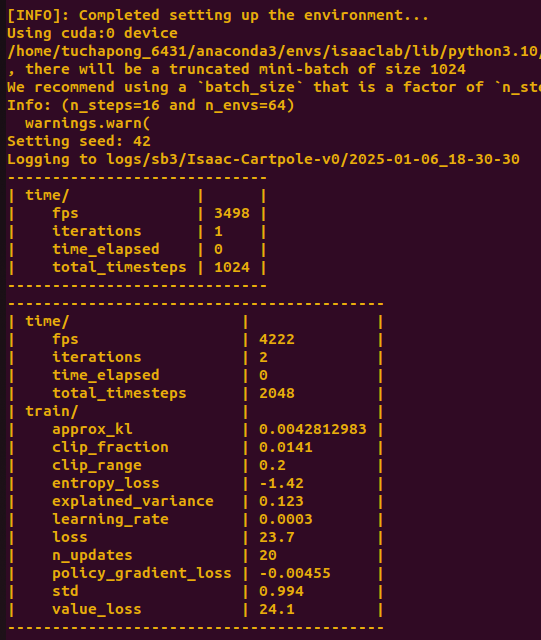 [INFO]: Completed setting up the environment...
Using cuda:0 device
/home/tuchapong_6431/anaconda3/envs/isaaclab/lib/python3.10/
, there will be a truncated mini-batch of size 1024
We recommend using a `batch_size` that is a factor of `n_ste
Info: (n_steps=16 and n_envs=64)
  warnings.warn(
Setting seed: 42
Logging to logs/sb3/Isaac-Cartpole-v0/2025-01-06_18-30-30
-----------------------------
| time/              |      |
|    fps             | 3498 |
|    iterations      | 1    |
|    time_elapsed    | 0    |
|    total_timesteps | 1024 |
-----------------------------
------------------------------------------
| time/                   |              |
|    fps                  | 4222         |
|    iterations           | 2            |
|    time_elapsed         | 0            |
|    total_timesteps      | 2048         |
| train/                  |              |
|    approx_kl            | 0.0042812983 |
|    clip_fraction        | 0.0141       |
|    clip_range           | 0.2          |
|    entropy_loss         | -1.42        |
|    explained_variance   | 0.123        |
|    learning_rate        | 0.0003       |
|    loss                 | 23.7         |
|    n_updates            | 20           |
|    policy_gradient_loss | -0.00455     |
|    std                  | 0.994        |
|    value_loss           | 24.1         |
------------------------------------------